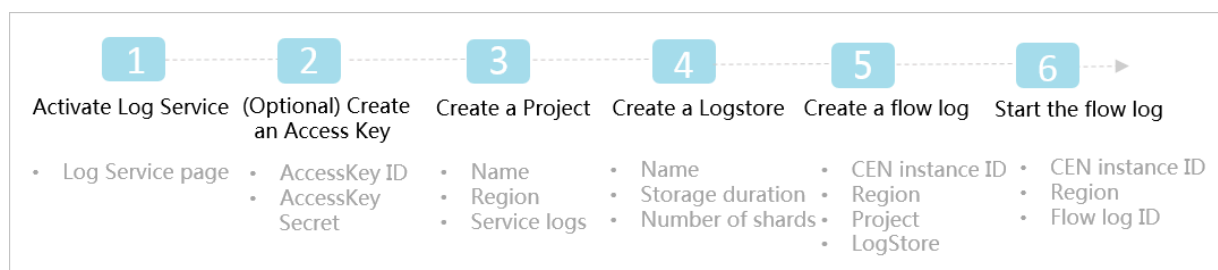 1
Activate Log Service
• Log Service page
2
(Optional) Create
an Access Key
• AccessKey ID
• AccessKey
Secret
3
Create a Project
• Name
• Region
• Service logs
4
Create a Logstore
• Name
• Storage duration
• Number of shards
5
Create a flow log
• CEN instance ID
• Region
• Project
• LogStore
6
Start the flow log
• CEN instance ID
• Region
• Flow log ID